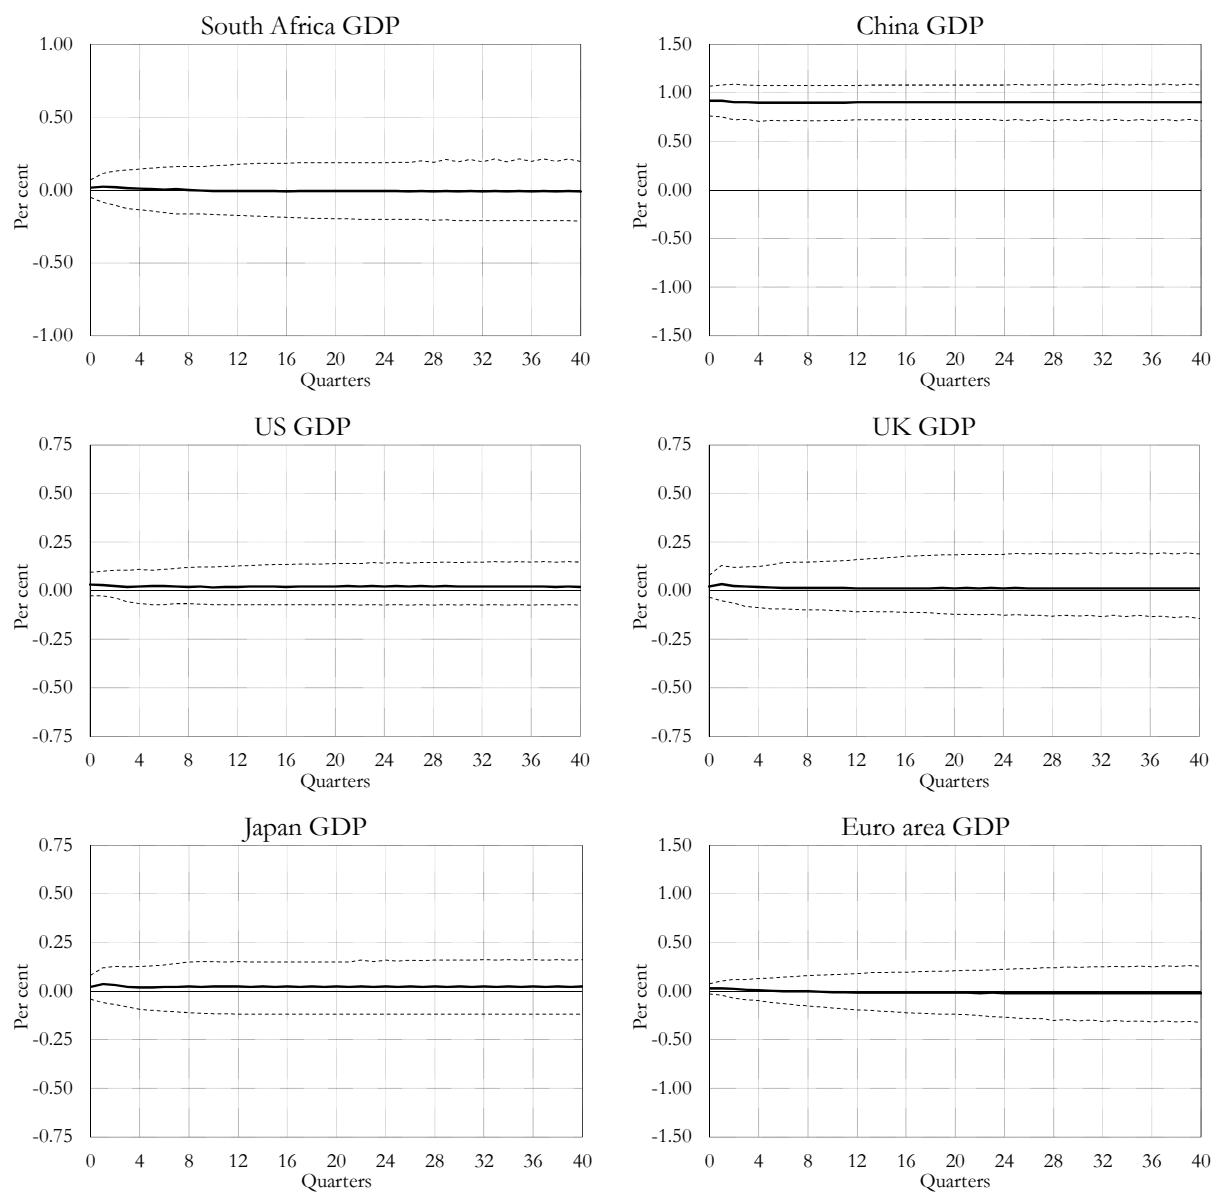 South Africa GDP
1.00
0.50
0.00
-0.50
-1.00
Per cent
0 4 8 12 16 20 24 28 32 36 40
Quarters
China GDP
1.50
1.00
0.50
0.00
-0.50
-1.00
-1.50
Per cent
0 4 8 12 16 20 24 28 32 36 40
Quarters
US GDP
0.75
0.50
0.25
0.00
-0.25
-0.50
-0.75
Per cent
0 4 8 12 16 20 24 28 32 36 40
Quarters
UK GDP
0.75
0.50
0.25
0.00
-0.25
-0.50
-0.75
Per cent
0 4 8 12 16 20 24 28 32 36 40
Quarters
Japan GDP
0.75
0.50
0.25
0.00
-0.25
-0.50
-0.75
Per cent
0 4 8 12 16 20 24 28 32 36 40
Quarters
Euro area GDP
1.50
1.00
0.50
0.00
-0.50
-1.00
-1.50
Per cent
0 4 8 12 16 20 24 28 32 36 40
Quarters